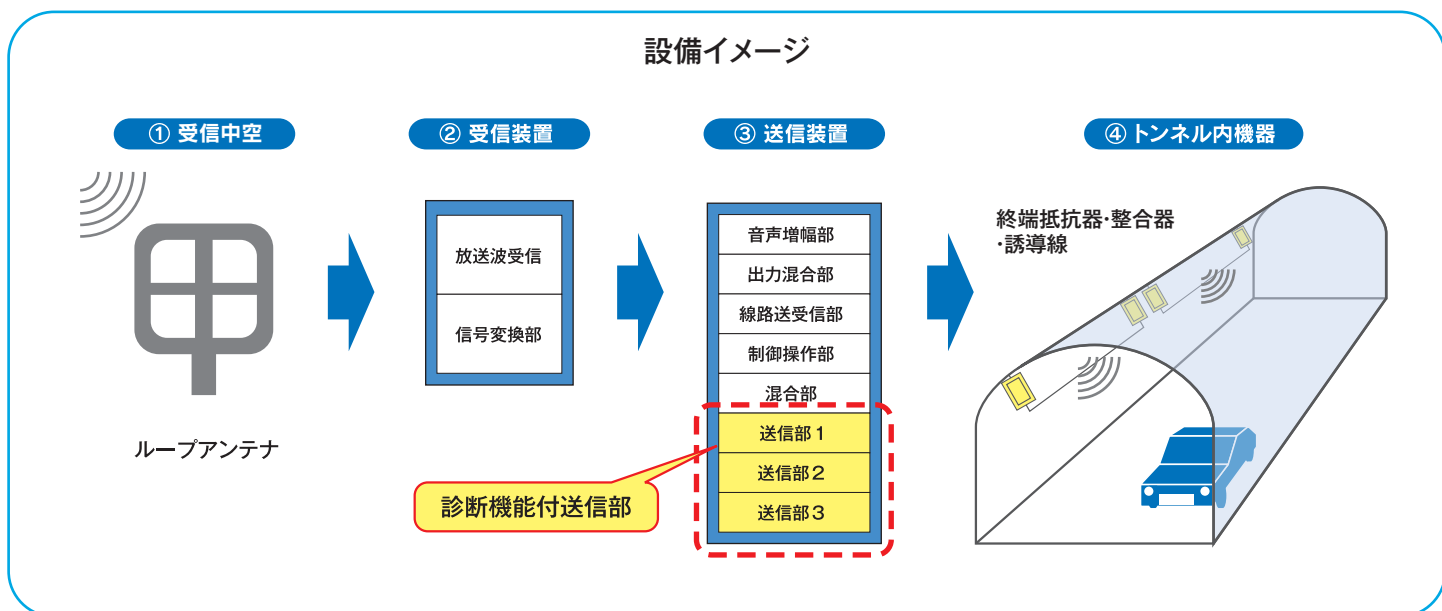 設備イメージ
① 受信中空
② 受信装置
③ 送信装置
④ トンネル内機器
ループアンテナ
放送波受信
信号変換部
音声増幅部
出力混合部
線路送受信部
制御操作部
混合部
送信部1
送信部2
送信部3
診断機能付送信部
終端抵抗器・整合器
・誘導線